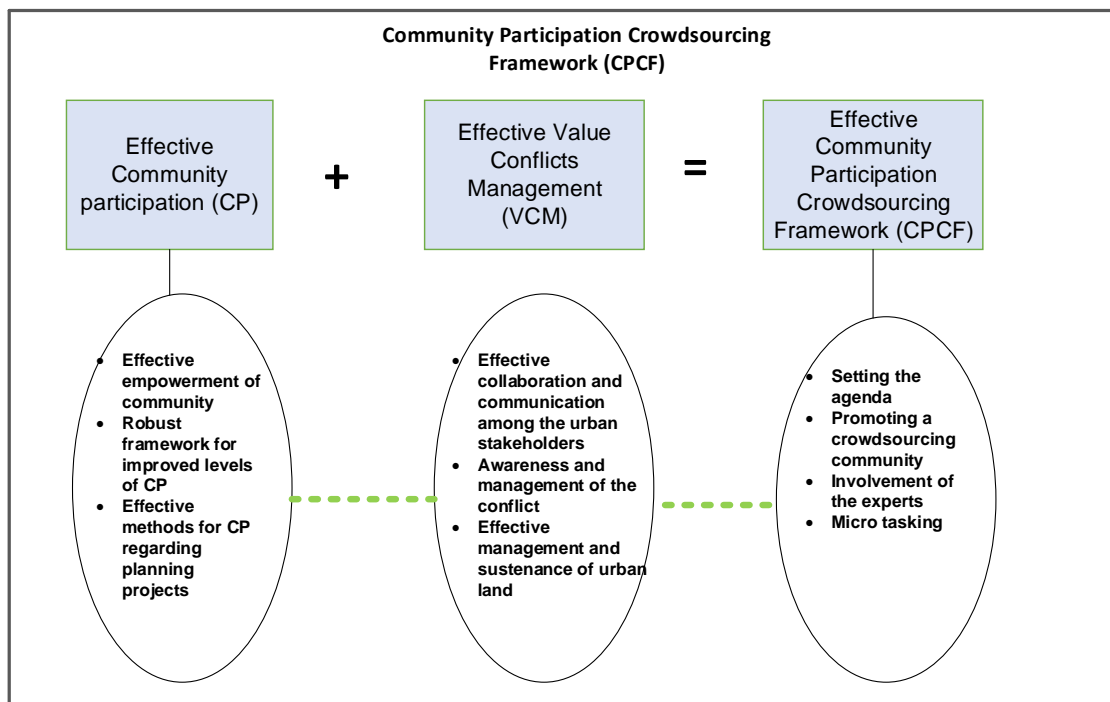 Community Participation Crowdsourcing
Framework (CPCF)
Effective
Community
participation (CP)
+
Effective Value
Conflicts
Management
(VCM)
=
Effective
Community
Participation
Crowdsourcing
Framework (CPCF)
• Effective
empowerment of
community
• Robust
framework for
improved levels
of CP
• Effective
methods for CP
regarding
planning
projects
• Effective
collaboration and
communication
among the urban
stakeholders
• Awareness and
management of the
conflict
• Effective
management and
sustenance of urban
land
• Setting the
agenda
• Promoting a
crowdsourcing
community
• Involvement of
the experts
• Micro tasking